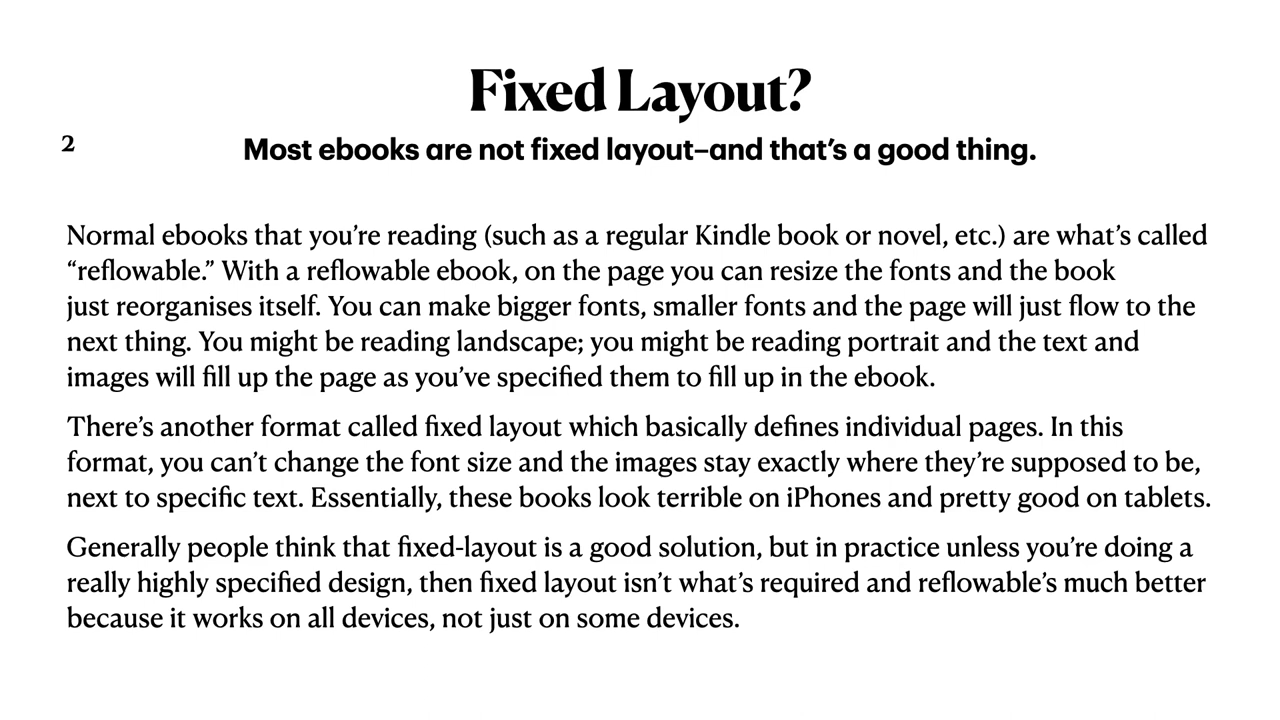 Fixed Layout?
2
Most ebooks are not fixed layout–and that’s a good thing.
Normal ebooks that you’re reading (such as a regular Kindle book or novel, etc.) are what’s called
“reflowable.” With a reflowable ebook, on the page you can resize the fonts and the book
just reorganises itself. You can make bigger fonts, smaller fonts and the page will just flow to the
next thing. You might be reading landscape; you might be reading portrait and the text and
images will fill up the page as you’ve specified them to fill up in the ebook.
There’s another format called fixed layout which basically defines individual pages. In this
format, you can’t change the font size and the images stay exactly where they’re supposed to be,
next to specific text. Essentially, these books look terrible on iPhones and pretty good on tablets.
Generally people think that fixed-layout is a good solution, but in practice unless you’re doing a
really highly specified design, then fixed layout isn’t what’s required and reflowable’s much better
because it works on all devices, not just on some devices.